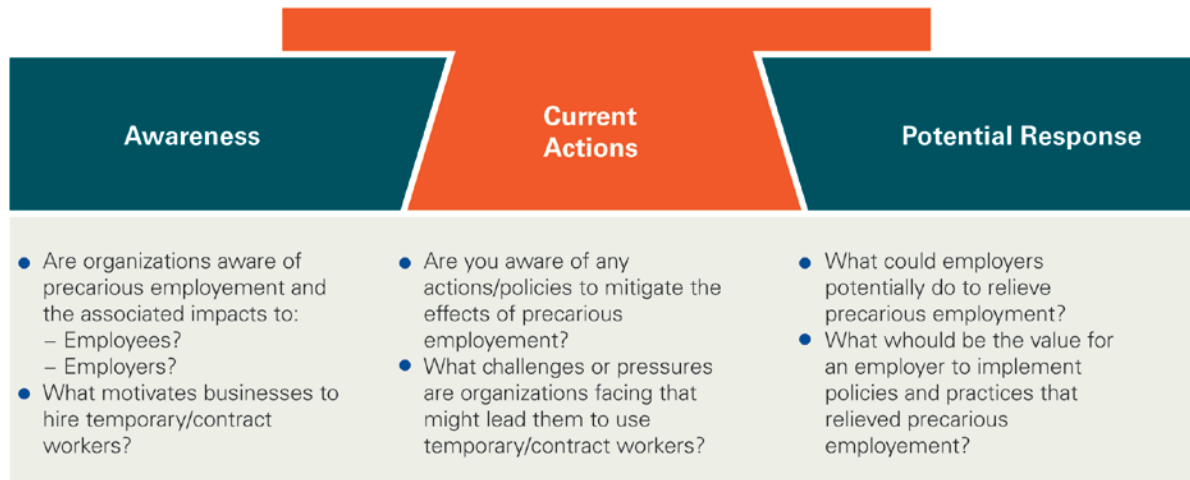 Awareness
Current
Actions
Potential Response
● Are organizations aware of
precarious employement and
the associated impacts to:
– Employees?
– Employers?
● What motivates businesses to
hire temporary/contract
workers?
● Are you aware of any
actions/policies to mitigate the
effects of precarious
employement?
● What challenges or pressures
are organizations facing that
might lead them to use
temporary/contract workers?
● What could employers
potentially do to relieve
precarious employment?
● What whould be the value for
an employer to implement
policies and practices that
relieved precarious
employement?